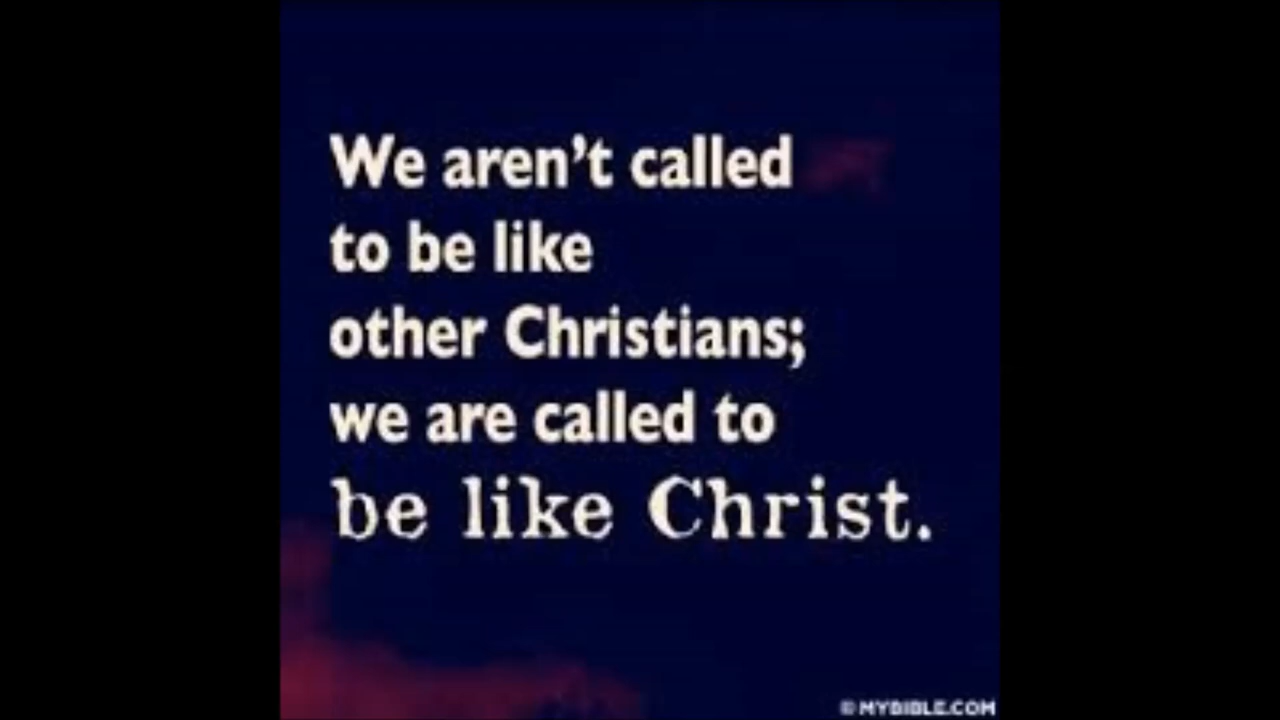 We aren't called
to be like
other Christians;
we are called to
be like Christ.
© MYBIBLE.COM